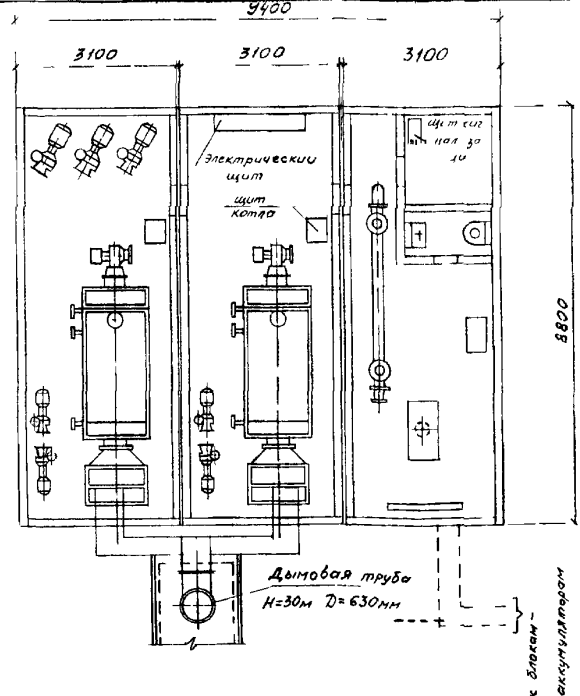 9400
3100 3100 3100
Электрический
щит
щит
котла
щит сиг
нал за
ци
8800
Дымовая труба
H=30м D=630мм
к блокам-
аккумуляторам